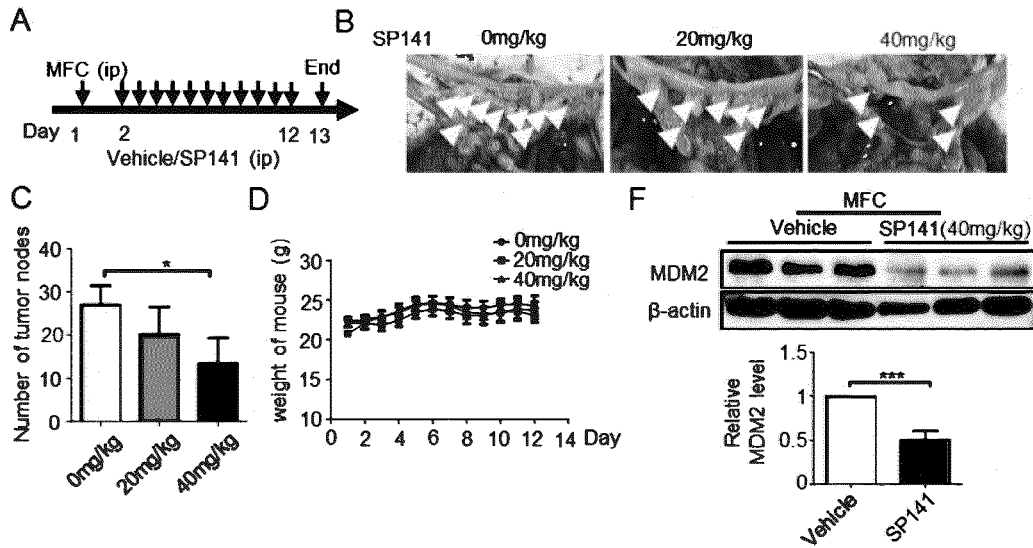 A
MFC (ip)
End
Day
1
2
12
13
Vehicle/SP141 (ip)
B
SP141
0mg/kg
20mg/kg
40mg/kg
C
Number of tumor nodes
40
30
20
10
0
*
0mg/kg
20mg/kg
40mg/kg
D
weight of mouse (g)
30
25
20
15
10
0mg/kg
20mg/kg
40mg/kg
0 2 4 6 8 10 12 14 Day
F
MFC
Vehicle
SP141(40mg/kg)
MDM2
β-actin
Relative
MDM2 level
1.5
1
0.5
0
***
Vehicle
SP141